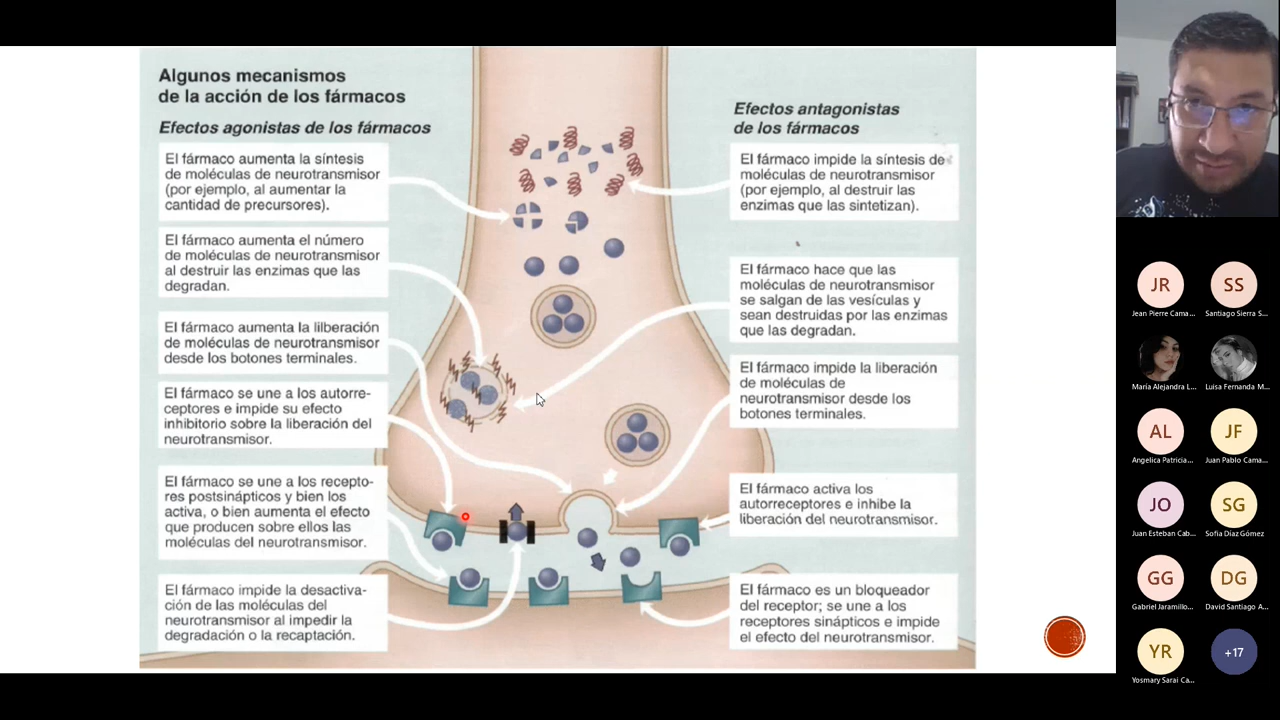 Algunos mecanismos
de la acción de los fármacos
Efectos agonistas de los fármacos
El fármaco aumenta la síntesis
de moléculas de neurotransmisor
(por ejemplo, al aumentar la
cantidad de precursores).
El fármaco aumenta el número
de moléculas de neurotransmisor
al destruir las enzimas que las
degradan.
El fármaco aumenta la lilberación
de moléculas de neurotransmisor
desde los botones terminales.
El fármaco se une a los autorre-
ceptores e impide su efecto
inhibitorio sobre la liberación del
neurotransmisor.
El fármaco se une a los recepto-
res postsinápticos y bien los
activa, o bien aumenta el efecto
que producen sobre ellos las
moléculas del neurotransmisor.
El fármaco impide la desactiva-
ción de las moléculas del
neurotransmisor al impedir la
degradación o la recaptación.
Efectos antagonistas
de los fármacos
El fármaco impide la síntesis de
moléculas de neurotransmisor
(por ejemplo, al destruir las
enzimas que las sintetizan).
El fármaco hace que las
moléculas de neurotransmisor
se salgan de las vesículas y
sean destruidas por las enzimas
que las degradan.
El fármaco impide la liberación
de moléculas de
neurotransmisor desde los
botones terminales.
El fármaco activa los
autorreceptores e inhibe la
liberación del neurotransmisor.
El fármaco es un bloqueador
del receptor; se une a los
receptores sinápticos e impide
el efecto del neurotransmisor.
JR
Jean Pierre Cama...
SS
Santiago Sierra S...
María Alejandra L...
Luisa Fernanda M...
AL
Angelica Patricia...
JF
Juan Pablo Cama...
JO
Juan Esteban Cab...
SG
Sofia Díaz Gómez
GG
Gabriel Jaramillo...
DG
David Santiago A...
YR
Yosmary Sarai Ca...
+17